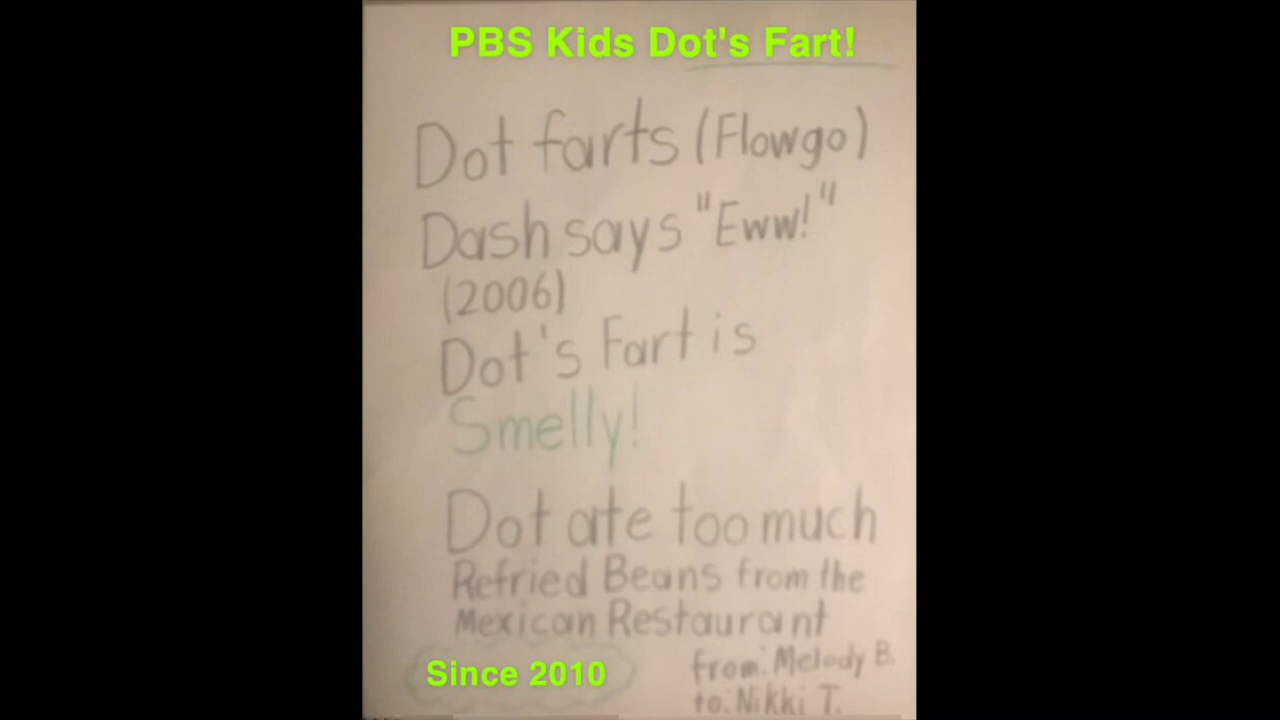 PBS Kids Dot's Fart!
Dot farts (Flowgo)
Dash says "Eww!"
(2006)
Dot's Fart is
Smelly!
Dot ate too much
Refried Beans from the
Mexican Restaurant
Since 2010
from: Melody B.
to: Nikki T.